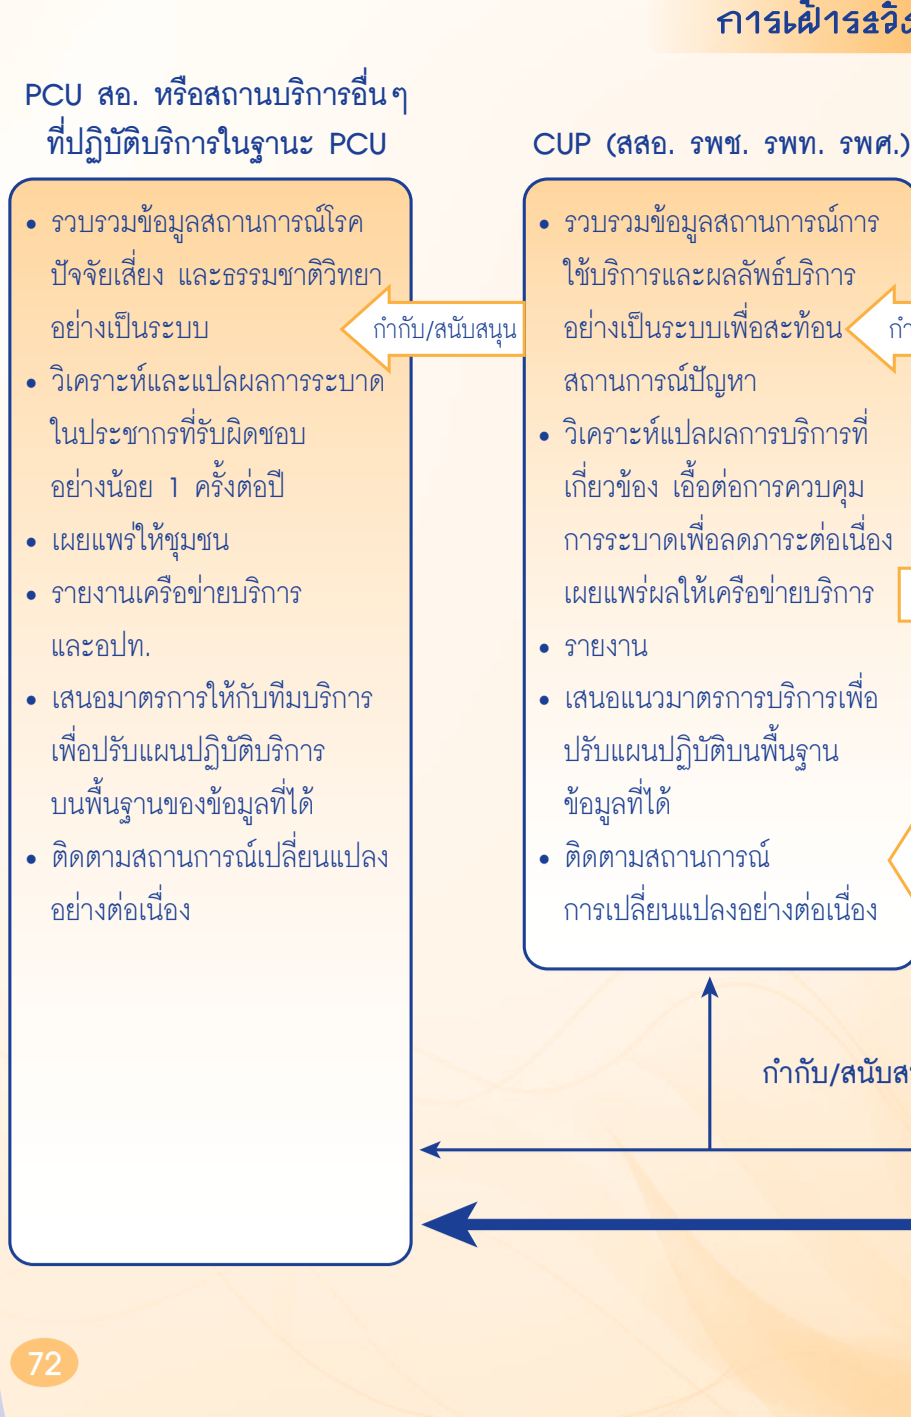 การเฝ้าระวัง
PCU สอ. หรือสถานบริการอื่นๆ
ที่ปฏิบัติบริการในฐานะ PCU
• รวบรวมข้อมูลสถานการณ์โรค
ปัจจัยเสี่ยง และธรรมชาติวิทยา
อย่างเป็นระบบ
• วิเคราะห์และแปลผลการระบาด
ในประชากรที่รับผิดชอบ
อย่างน้อย 1 ครั้งต่อปี
• เผยแพร่ให้ชุมชน
• รายงานเครือข่ายบริการ
และอปท.
• เสนอมาตรการให้กับทีมบริการ
เพื่อปรับแผนปฏิบัติบริการ
บนพื้นฐานของข้อมูลที่ได้
• ติดตามสถานการณ์เปลี่ยนแปลง
อย่างต่อเนื่อง
กำกับ/สนับสนุน
CUP (สสอ. รพช. รพท. รพศ.)
• รวบรวมข้อมูลสถานการณ์การ
ใช้บริการและผลลัพธ์บริการ
อย่างเป็นระบบเพื่อสะท้อน
สถานการณ์ปัญหา
• วิเคราะห์แปลผลการบริการที่
เกี่ยวข้อง เอื้อต่อการควบคุม
การระบาดเพื่อลดภาระต่อเนื่อง
เผยแพร่ผลให้เครือข่ายบริการ
• รายงาน
• เสนอแนวมาตรการบริการเพื่อ
ปรับแผนปฏิบัติบนพื้นฐาน
ข้อมูลที่ได้
• ติดตามสถานการณ์
การเปลี่ยนแปลงอย่างต่อเนื่อง
72